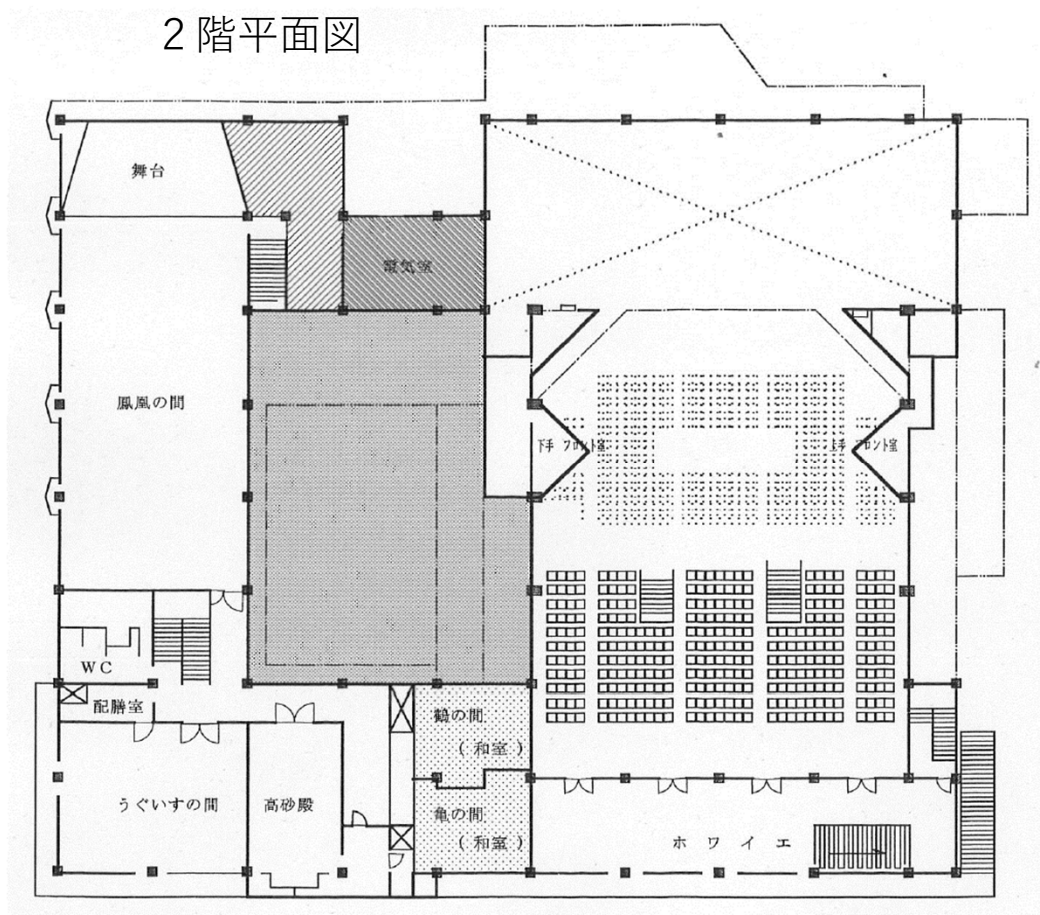 ２階平面図
舞台
電気室
鳳凰の間
下手 フロント室
上手 フロント室
WC
配膳室
鶴の間
(和室)
うぐいすの間
高砂殿
亀の間
(和室)
ホワイエ